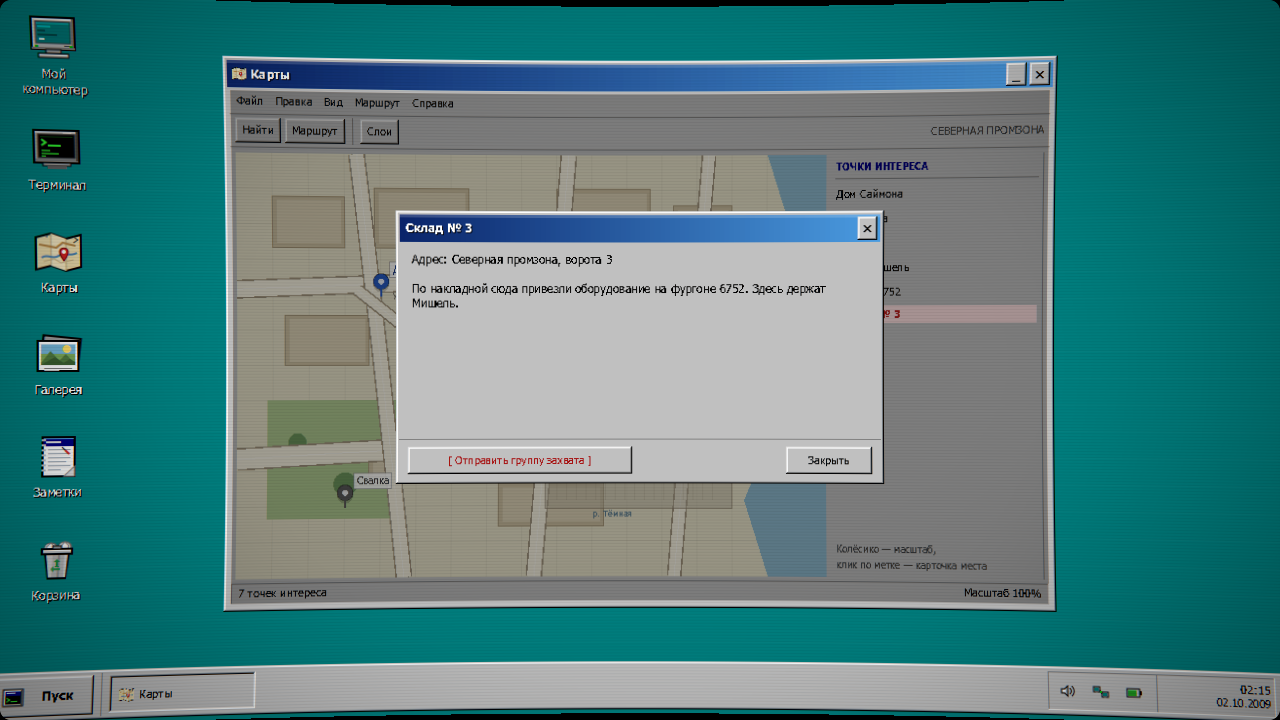 Мой
компьютер
Терминал
Карты
Галерея
Заметки
Корзина
Карты
Файл Правка Вид Маршрут Справка
Найти Маршрут Слои СЕВЕРНАЯ ПРОМЗОНА
ТОЧКИ ИНТЕРЕСА
Дом Саймона
Склад № 3
Адрес: Северная промзона, ворота 3
По накладной сюда привезли оборудование на фургоне 6752. Здесь держат
Мишель.
[ Отправить группу захвата ] Закрыть
№ 3
Свалка
р. Тёмная
Колёсико — масштаб,
клик по метке — карточка места
7 точек интереса Масштаб 100%
Пуск Карты
02:15
02.10.2009